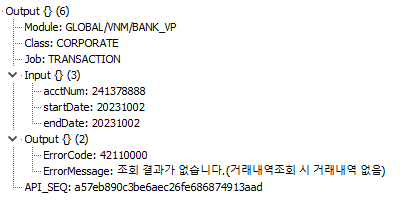 Output {} (6)
Module: GLOBAL/VNM/BANK_VP
Class: CORPORATE
Job: TRANSACTION
Input {} (3)
acctNum: 241378888
startDate: 20231002
endDate: 20231002
Output {} (2)
ErrorCode: 42110000
ErrorMessage: 조회 결과가 없습니다.(거래내역조회 시 거래내역 없음)
API_SEQ: a57eb890c3be6aec26fe686874913aad